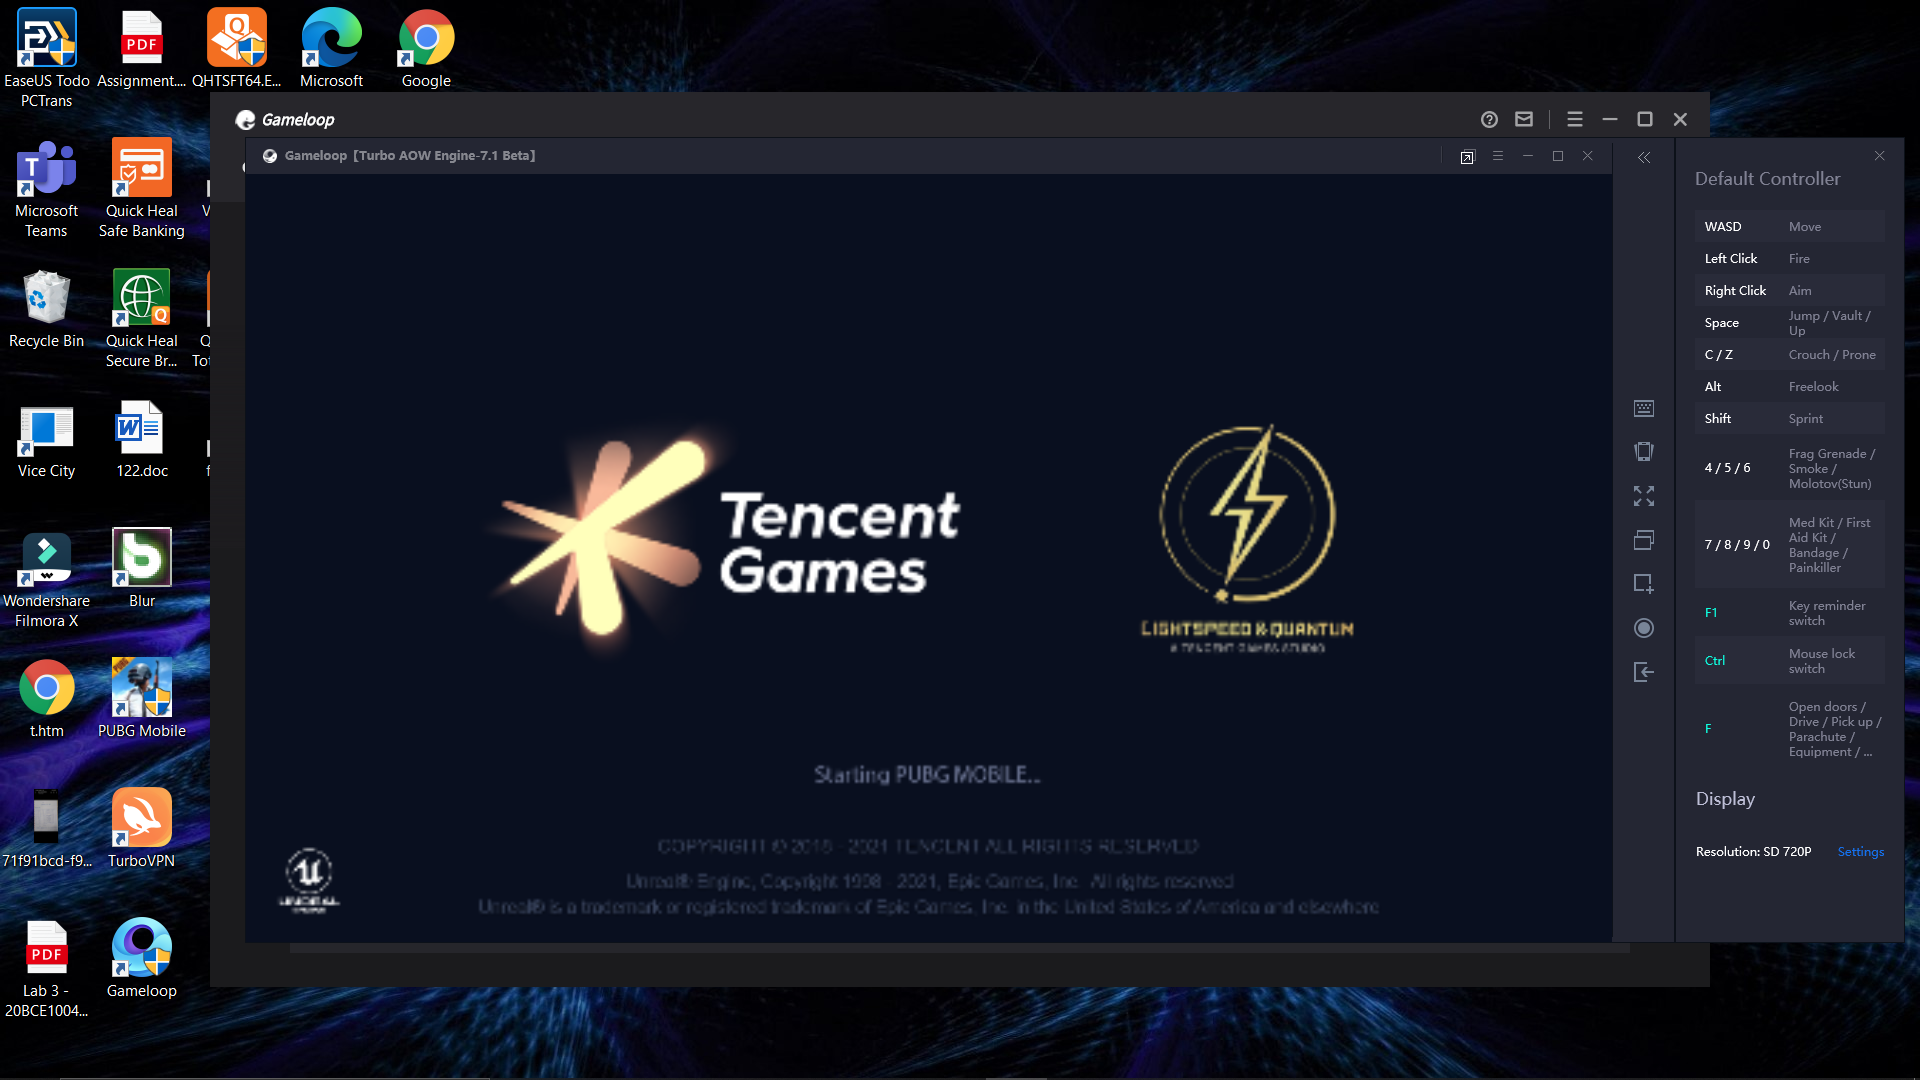 EaseUS Todo
PCTrans
Assignment....
QHTSFT64.E...
Microsoft
Google
Microsoft
Teams
Quick Heal
Safe Banking
V
Recycle Bin
Quick Heal
Secure Br...
Q
Tot
Vice City
122.doc
f
Wondershare
Filmora X
Blur
t.htm
PUBG Mobile
71f91bcd-f9...
TurboVPN
Lab 3 -
20BCE1004...
Gameloop
Gameloop
Gameloop [Turbo AOW Engine-7.1 Beta]
Tencent
Games
LIGHTSPEED & QUANTUM
A TENCENT GAMES STUDIO
Starting PUBG MOBILE...
COPYRIGHT © 2018 - 2021 TENCENT ALL RIGHTS RESERVED
Unreal® Engine, Copyright 1998 - 2021, Epic Games, Inc. All rights reserved
Unreal® is a trademark or registered trademark of Epic Games, Inc. in the United States of America and elsewhere
UNREAL
Default Controller
WASD Move
Left Click Fire
Right Click Aim
Space Jump / Vault /
Up
C / Z Crouch / Prone
Alt Freelook
Shift Sprint
4 / 5 / 6 Frag Grenade /
Smoke /
Molotov(Stun)
7 / 8 / 9 / 0 Med Kit / First
Aid Kit /
Bandage /
Painkiller
F1 Key reminder
switch
Ctrl Mouse lock
switch
F Open doors /
Drive / Pick up /
Parachute /
Equipment / ...
Display
Resolution: SD 720P Settings